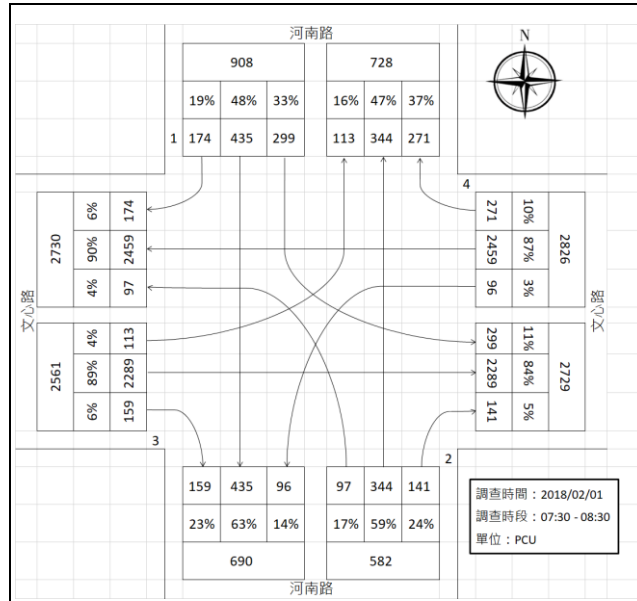 河南路
N
908
728
19% 48% 33%
16% 47% 37%
1
174 435 299
113 344 271
4
2730
6% 174
90% 2459
4% 97
271 10%
2459 87%
96 3%
2826
文心路
文心路
2561
4% 113
89% 2289
6% 159
299 11%
2289 84%
141 5%
2729
3
2
159 435 96
97 344 141
23% 63% 14%
17% 59% 24%
690
582
河南路
調查時間：2018/02/01
調查時段：07:30 - 08:30
單位：PCU